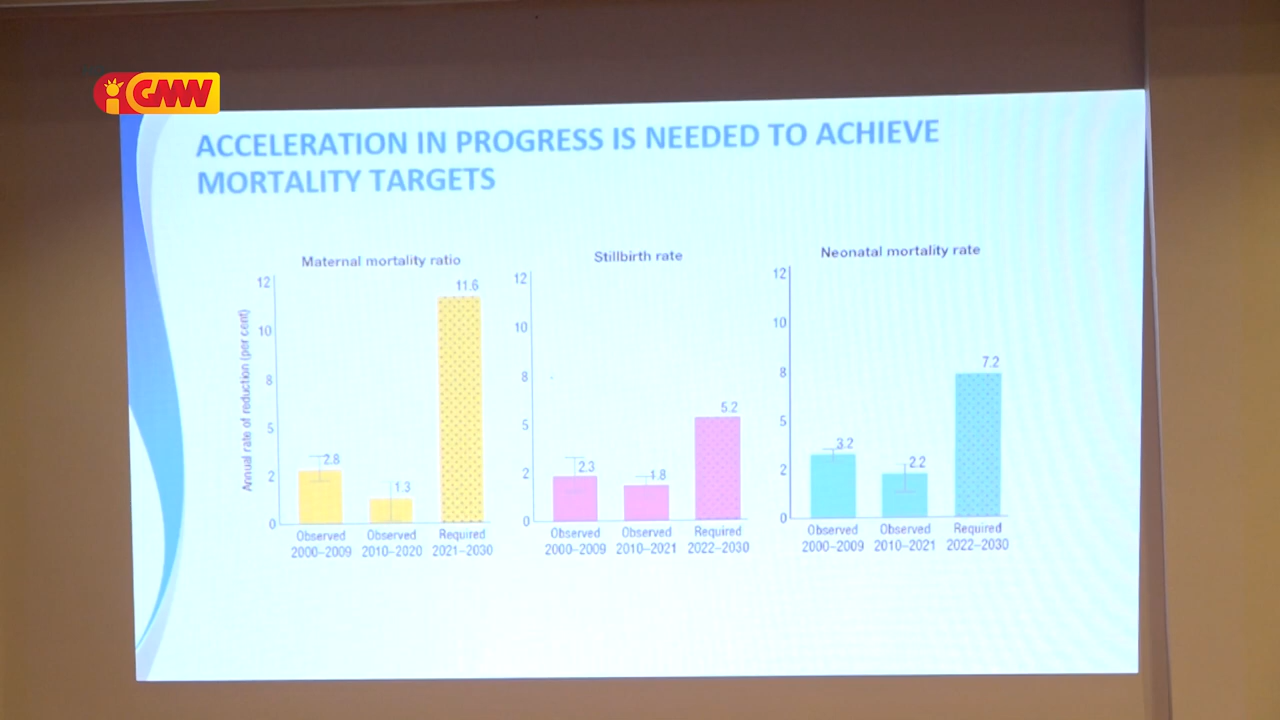 iGMW
ACCELERATION IN PROGRESS IS NEEDED TO ACHIEVE
MORTALITY TARGETS
Maternal mortality ratio
Annual rate of reduction (per cent)
12
10
8
5
2
0
2.8
1.3
11.6
Observed
2000–2009
Observed
2010–2020
Required
2021–2030
Stillbirth rate
12
10
8
5
2
0
2.3
1.8
5.2
Observed
2000–2009
Observed
2010–2021
Required
2022–2030
Neonatal mortality rate
12
10
8
5
2
0
3.2
2.2
7.2
Observed
2000–2009
Observed
2010–2021
Required
2022–2030